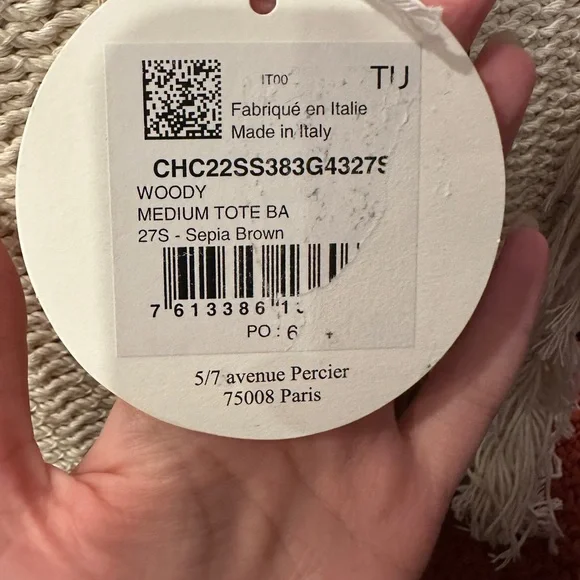 IT00
TU
Fabriqué en Italie
Made in Italy
CHC22SS383G4327S
WOODY
MEDIUM TOTE BA
27S - Sepia Brown
7 613386 1
PO : 6
5/7 avenue Percier
75008 Paris